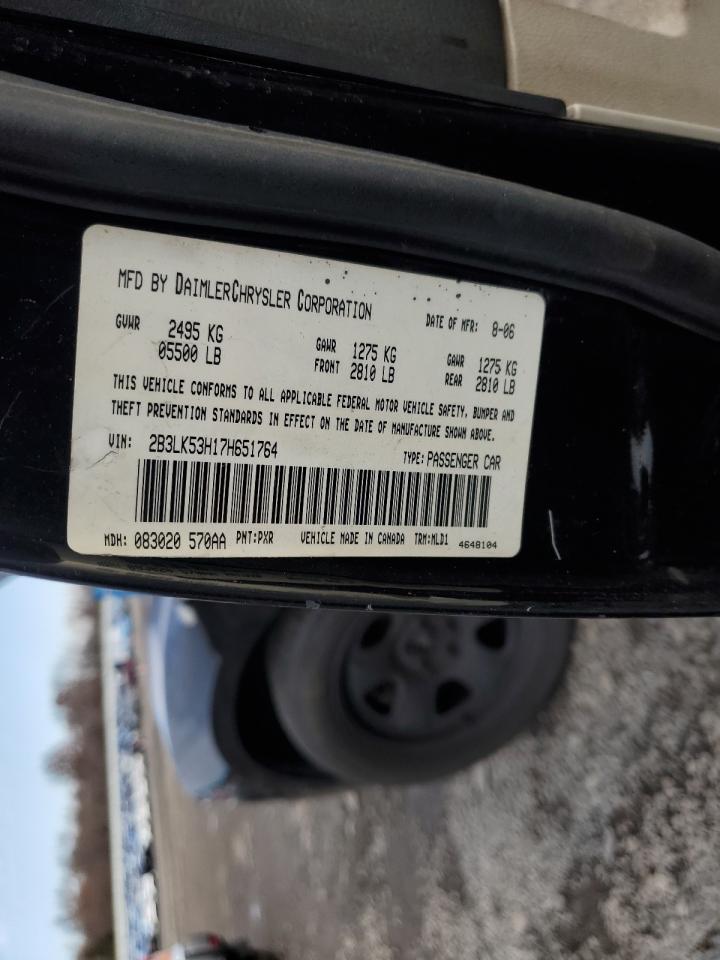 MFD BY DAIMLERCHRYSLER CORPORATION DATE OF MFR: 8-06
GVWR 2495 KG 05500 LB GAWR FRONT 1275 KG 2810 LB GAWR REAR 1275 KG 2810 LB
THIS VEHICLE CONFORMS TO ALL APPLICABLE FEDERAL MOTOR VEHICLE SAFETY, BUMPER AND
THEFT PREVENTION STANDARDS IN EFFECT ON THE DATE OF MANUFACTURE SHOWN ABOVE.
VIN: 2B3LK53H17H651764 TYPE: PASSENGER CAR
MDH: 083020 570AA PNT:PXR VEHICLE MADE IN CANADA TRM:MLD1 4648104